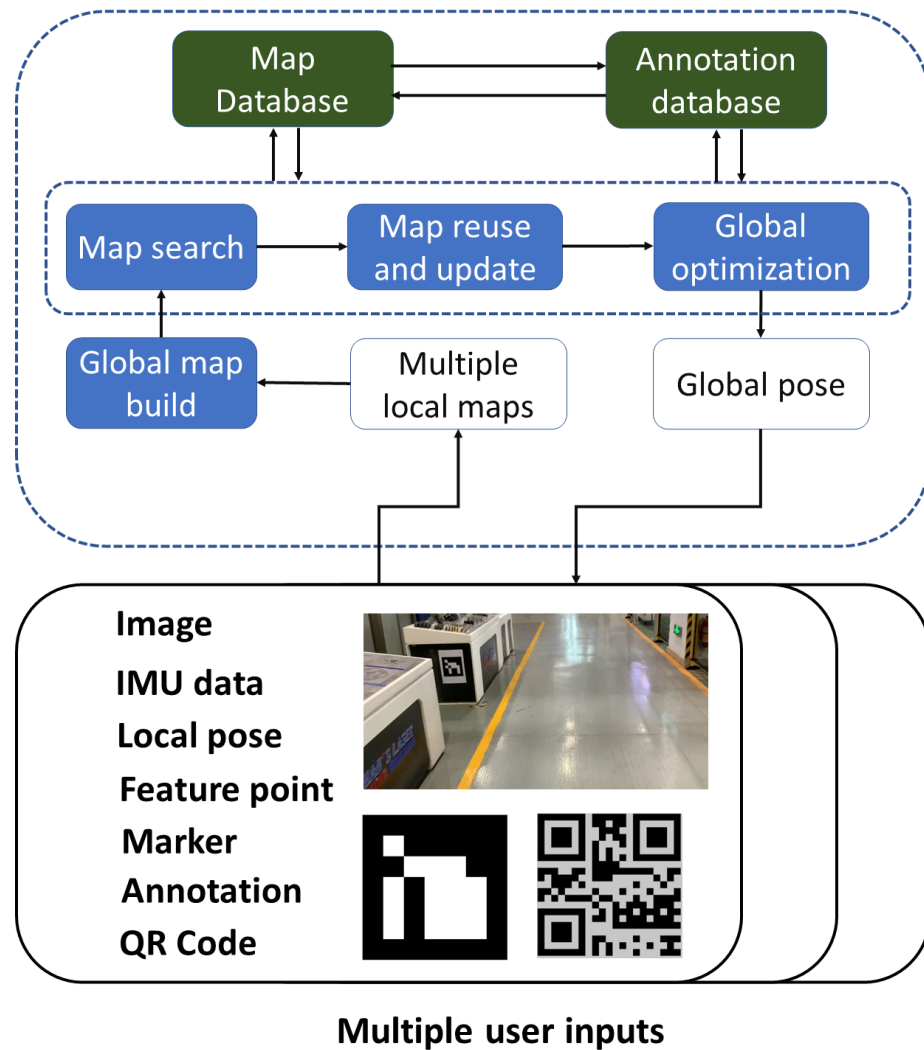 Map
Database
Annotation
database
Map search
Map reuse
and update
Global
optimization
Global map
build
Multiple
local maps
Global pose
Image
IMU data
Local pose
Feature point
Marker
Annotation
QR Code
Multiple user inputs